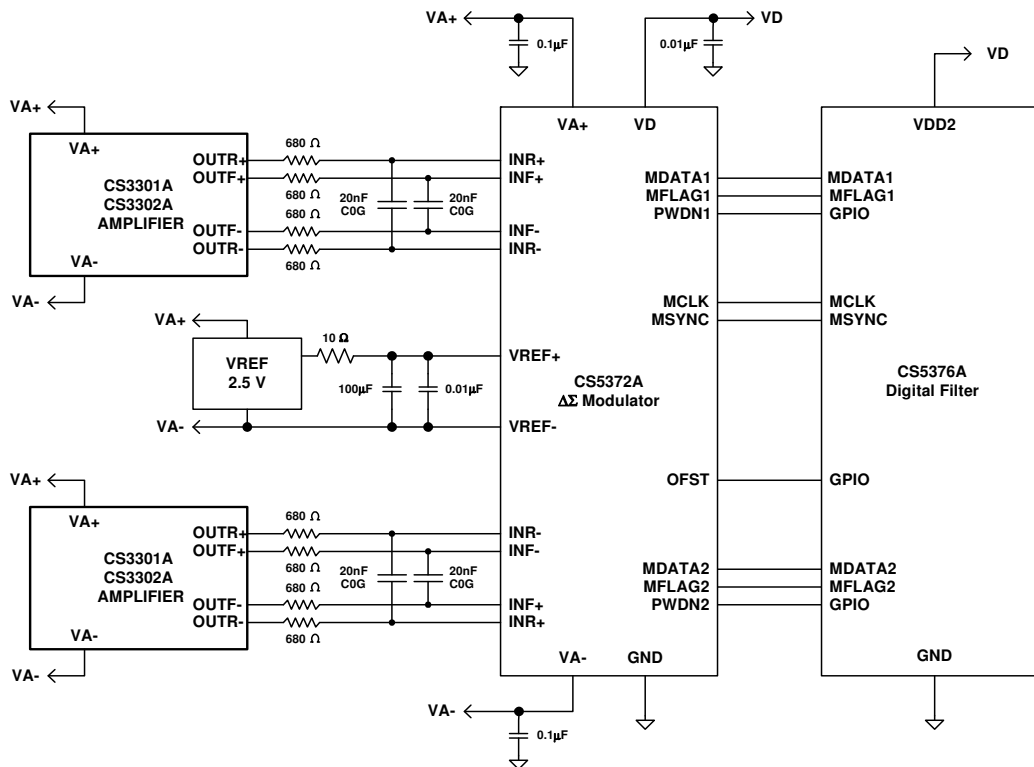 VA+
0.1µF
0.01µF
VD
VD
VA+
VA+
OUTR+
OUTF+
CS3301A
CS3302A
AMPLIFIER
OUTF-
OUTR-
VA-
VA-
680 Ω
680 Ω
680 Ω
680 Ω
20nF
C0G
20nF
C0G
VA+
VREF
2.5 V
10 Ω
100µF
0.01µF
VA-
VA+
VA+
OUTR+
OUTF+
CS3301A
CS3302A
AMPLIFIER
OUTF-
OUTR-
VA-
VA-
680 Ω
680 Ω
680 Ω
680 Ω
20nF
C0G
20nF
C0G
VA+
VD
INR+
INF+
INF-
INR-
VREF+
VREF-
INR-
INF-
INF+
INR+
MDATA1
MFLAG1
PWDN1
MCLK
MSYNC
CS5372A
ΔΣ Modulator
OFST
MDATA2
MFLAG2
PWDN2
VA-
GND
VA-
0.1µF
VDD2
MDATA1
MFLAG1
GPIO
MCLK
MSYNC
CS5376A
Digital Filter
GPIO
MDATA2
MFLAG2
GPIO
GND